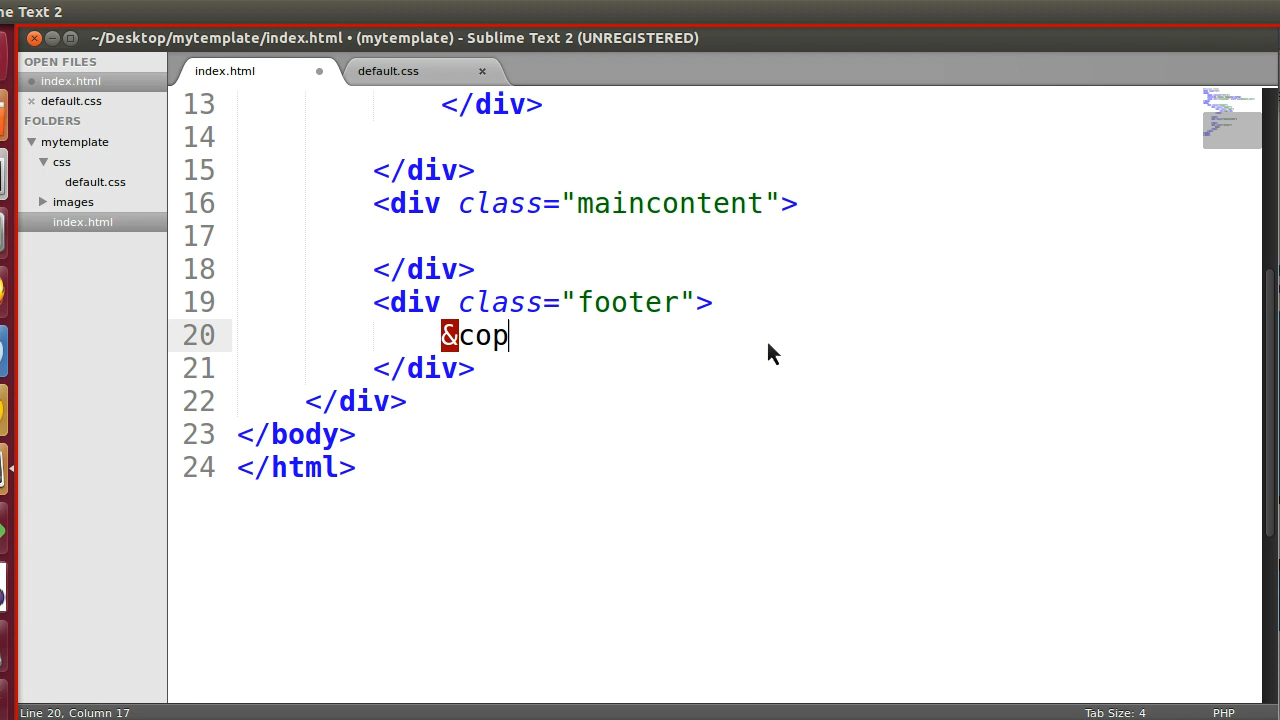 me Text 2
~/Desktop/mytemplate/index.html • (mytemplate) - Sublime Text 2 (UNREGISTERED)
OPEN FILES
index.html
default.css
FOLDERS
mytemplate
css
default.css
images
index.html
index.html
default.css
13 </div>
14
15 </div>
16 <div class="maincontent">
17
18 </div>
19 <div class="footer">
20 &cop
21 </div>
22 </div>
23 </body>
24 </html>
Line 20, Column 17
Tab Size: 4
PHP